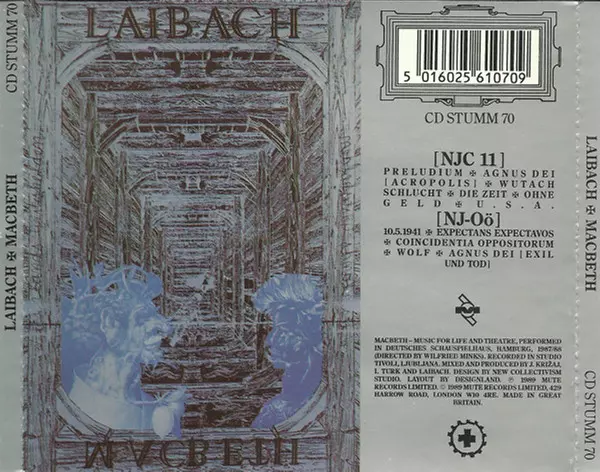 CD STUMM 70
LAIBACH ✠ MACBETH
LAIBACH
MACBETH
5 016025 610709
CD STUMM 70
[NJC 11]
PRELUDIUM ✠ AGNUS DEI
[ACROPOLIS] ✠ WUTACH
SCHLUCHT ✠ DIE ZEIT ✠ OHNE
GELD ✠ U.S.A.
[NJ-Oö]
10.5.1941 ✠ EXPECTANS EXPECTAVOS
✠ COINCIDENTIA OPPOSITORUM
✠ WOLF ✠ AGNUS DEI [EXIL
UND TOD]
MACBETH – MUSIC FOR LIFE AND THEATRE, PERFORMED
IN DEUTSCHES SCHAUSPIELHAUS, HAMBURG, 1987/88
(DIRECTED BY WILFRIED MINKS). RECORDED IN STUDIO
TIVOLI, LJUBLJANA. MIXED AND PRODUCED BY J. KRIŽAJ,
I. TURK AND LAIBACH. DESIGN BY NEW COLLECTIVISM
STUDIO. LAYOUT BY DESIGNLAND. ℗ 1989 MUTE
RECORDS LIMITED. © 1989 MUTE RECORDS LIMITED, 429
HARROW ROAD, LONDON W10 4RE. MADE IN GREAT
BRITAIN.
LAIBACH ✠ MACBETH
CD STUMM 70